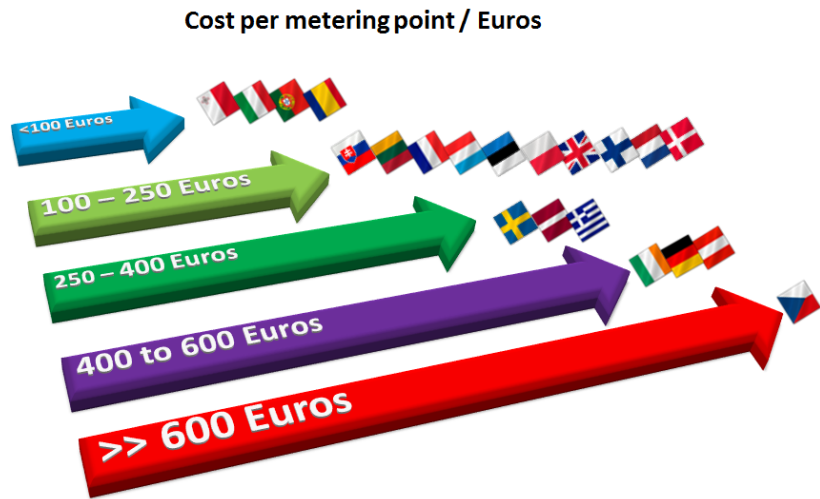 Cost per metering point / Euros
<100 Euros
100 – 250 Euros
250 – 400 Euros
400 to 600 Euros
>> 600 Euros